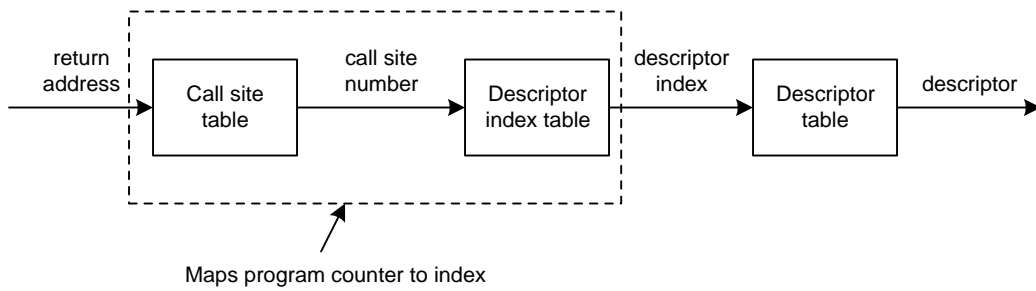 return
address
Call site
table
call site
number
Descriptor
index table
descriptor
index
Descriptor
table
descriptor
Maps program counter to index